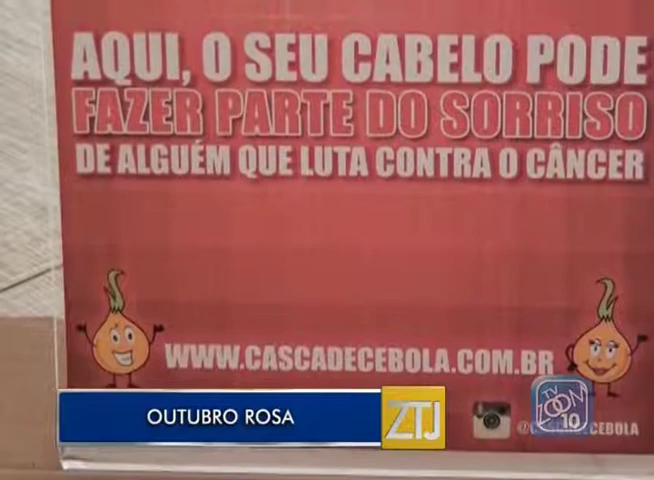 AQUI, O SEU CABELO PODE
FAZER PARTE DO SORRISO
DE ALGUÉM QUE LUTA CONTRA O CÂNCER
WWW.CASCADECEBOLA.COM.BR
OUTUBRO ROSA
ZTJ
TV
ZOOM
10